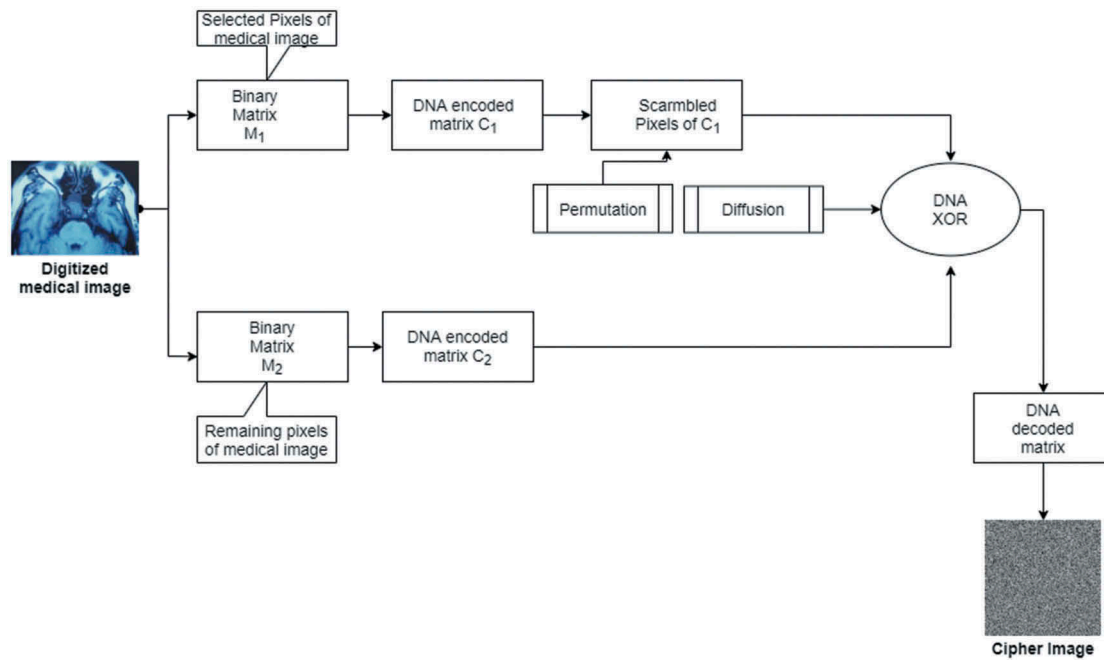 Selected Pixels of
medical image
Binary
Matrix
M1
DNA encoded
matrix C1
Scarmbled
Pixels of C1
Permutation
Diffusion
DNA
XOR
Digitized
medical image
Binary
Matrix
M2
DNA encoded
matrix C2
Remaining pixels
of medical image
DNA
decoded
matrix
Cipher Image